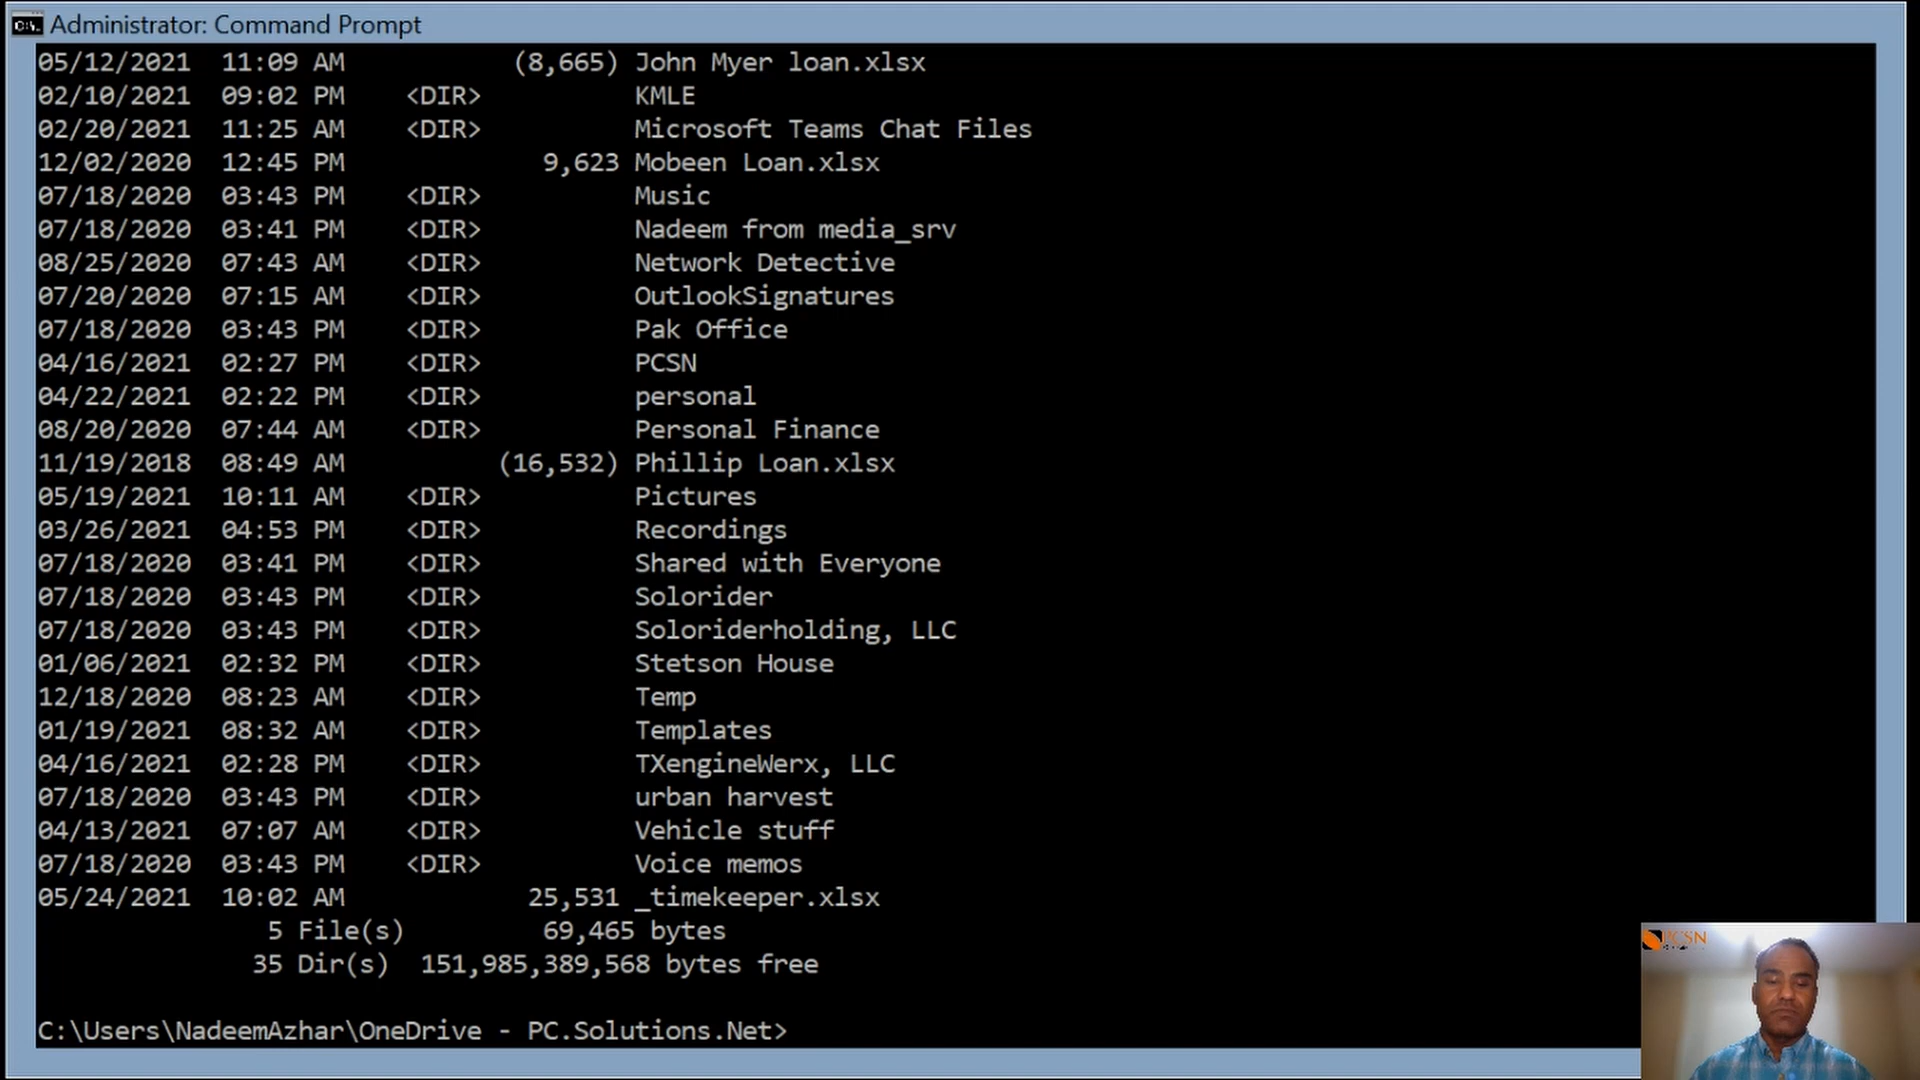 Administrator: Command Prompt
05/12/2021  11:09 AM           (8,665) John Myer loan.xlsx
02/10/2021  09:02 PM    <DIR>          KMLE
02/20/2021  11:25 AM    <DIR>          Microsoft Teams Chat Files
12/02/2020  12:45 PM             9,623 Mobeen Loan.xlsx
07/18/2020  03:43 PM    <DIR>          Music
07/18/2020  03:41 PM    <DIR>          Nadeem from media_srv
08/25/2020  07:43 AM    <DIR>          Network Detective
07/20/2020  07:15 AM    <DIR>          OutlookSignatures
07/18/2020  03:43 PM    <DIR>          Pak Office
04/16/2021  02:27 PM    <DIR>          PCSN
04/22/2021  02:22 PM    <DIR>          personal
08/20/2020  07:44 AM    <DIR>          Personal Finance
11/19/2018  08:49 AM          (16,532) Phillip Loan.xlsx
05/19/2021  10:11 AM    <DIR>          Pictures
03/26/2021  04:53 PM    <DIR>          Recordings
07/18/2020  03:41 PM    <DIR>          Shared with Everyone
07/18/2020  03:43 PM    <DIR>          Solorider
07/18/2020  03:43 PM    <DIR>          Soloriderholding, LLC
01/06/2021  02:32 PM    <DIR>          Stetson House
12/18/2020  08:23 AM    <DIR>          Temp
01/19/2021  08:32 AM    <DIR>          Templates
04/16/2021  02:28 PM    <DIR>          TXengineWerx, LLC
07/18/2020  03:43 PM    <DIR>          urban harvest
04/13/2021  07:07 AM    <DIR>          Vehicle stuff
07/18/2020  03:43 PM    <DIR>          Voice memos
05/24/2021  10:02 AM            25,531 _timekeeper.xlsx
5 File(s)         69,465 bytes
35 Dir(s)  151,985,389,568 bytes free
C:\Users\NadeemAzhar\OneDrive - PC.Solutions.Net>
PCSN